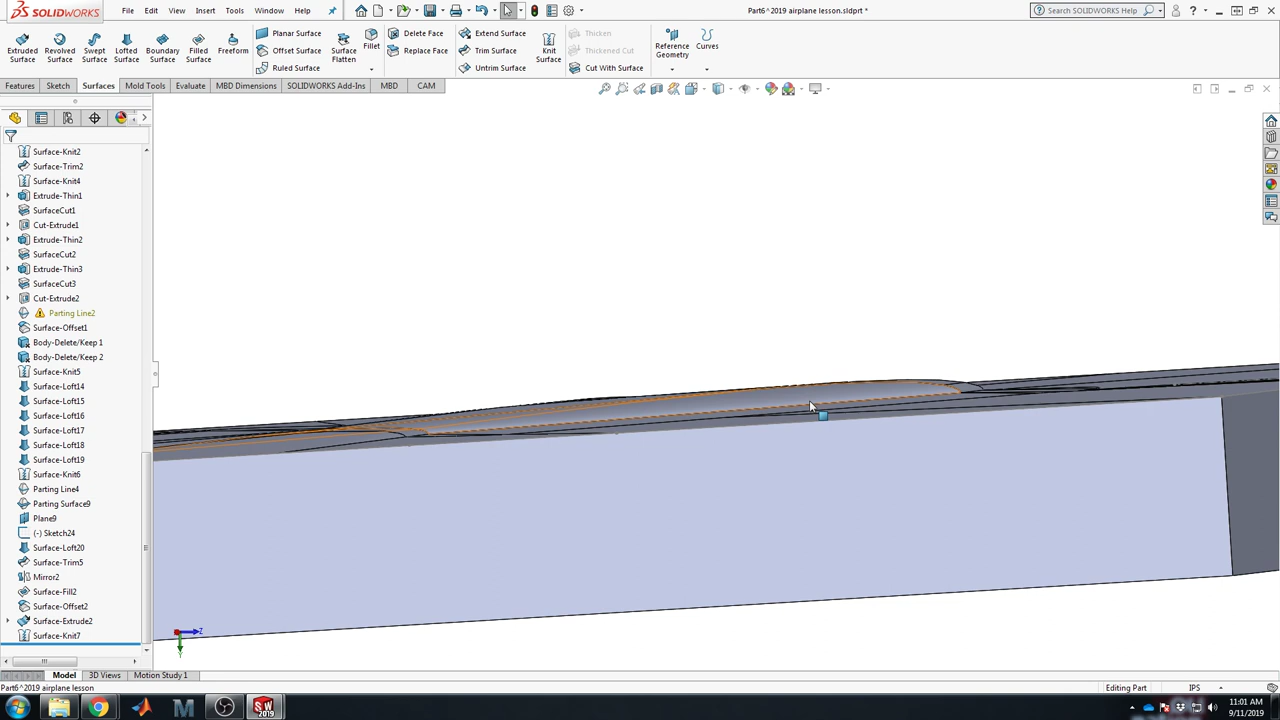 SOLIDWORKS
File Edit View Insert Tools Window Help
Part6^2019 airplane lesson.sldprt *
Search SOLIDWORKS Help
Extruded Surface
Revolved Surface
Swept Surface
Lofted Surface
Boundary Surface
Filled Surface
Freeform
Planar Surface
Offset Surface
Ruled Surface
Surface Flatten
Fillet
Delete Face
Replace Face
Extend Surface
Trim Surface
Untrim Surface
Knit Surface
Thicken
Thickened Cut
Cut With Surface
Reference Geometry
Curves
Features Sketch Surfaces Mold Tools Evaluate MBD Dimensions SOLIDWORKS Add-Ins MBD CAM
Surface-Knit2
Surface-Trim2
Surface-Knit4
Extrude-Thin1
SurfaceCut1
Cut-Extrude1
Extrude-Thin2
SurfaceCut2
Extrude-Thin3
SurfaceCut3
Cut-Extrude2
Parting Line2
Surface-Offset1
Body-Delete/Keep 1
Body-Delete/Keep 2
Surface-Knit5
Surface-Loft14
Surface-Loft15
Surface-Loft16
Surface-Loft17
Surface-Loft18
Surface-Loft19
Surface-Knit6
Parting Line4
Parting Surface9
Plane9
(-) Sketch24
Surface-Loft20
Surface-Trim5
Mirror2
Surface-Fill2
Surface-Offset2
Surface-Extrude2
Surface-Knit7
Z
Y
Model 3D Views Motion Study 1
Part6^2019 airplane lesson
Editing Part IPS
SW 2019
11:01 AM
9/11/2019